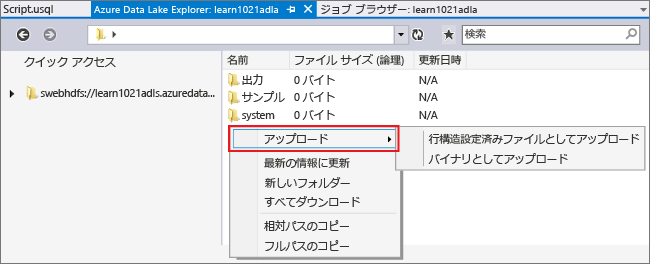 Script.usql
Azure Data Lake Explorer: learn1021adla
ジョブ ブラウザー: learn1021adla
検索
クイック アクセス
swebhdfs://learn1021adls.azuredata...
名前 ファイル サイズ (論理) 更新日時
出力 0 バイト N/A
サンプル 0 バイト N/A
system 0 バイト N/A
アップロード
最新の情報に更新
新しいフォルダー
すべてダウンロード
相対パスのコピー
フルパスのコピー
行構造設定済みファイルとしてアップロード
バイナリとしてアップロード